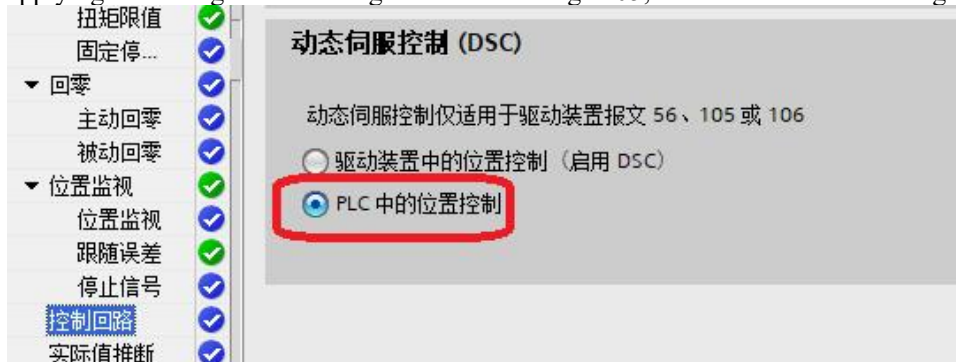 扭矩限值
固定停...
回零
主动回零
被动回零
位置监视
位置监视
跟随误差
停止信号
控制回路
实际值推断
动态伺服控制 (DSC)
动态伺服控制仅适用于驱动装置报文 56、105 或 106
驱动装置中的位置控制（启用 DSC）
PLC 中的位置控制